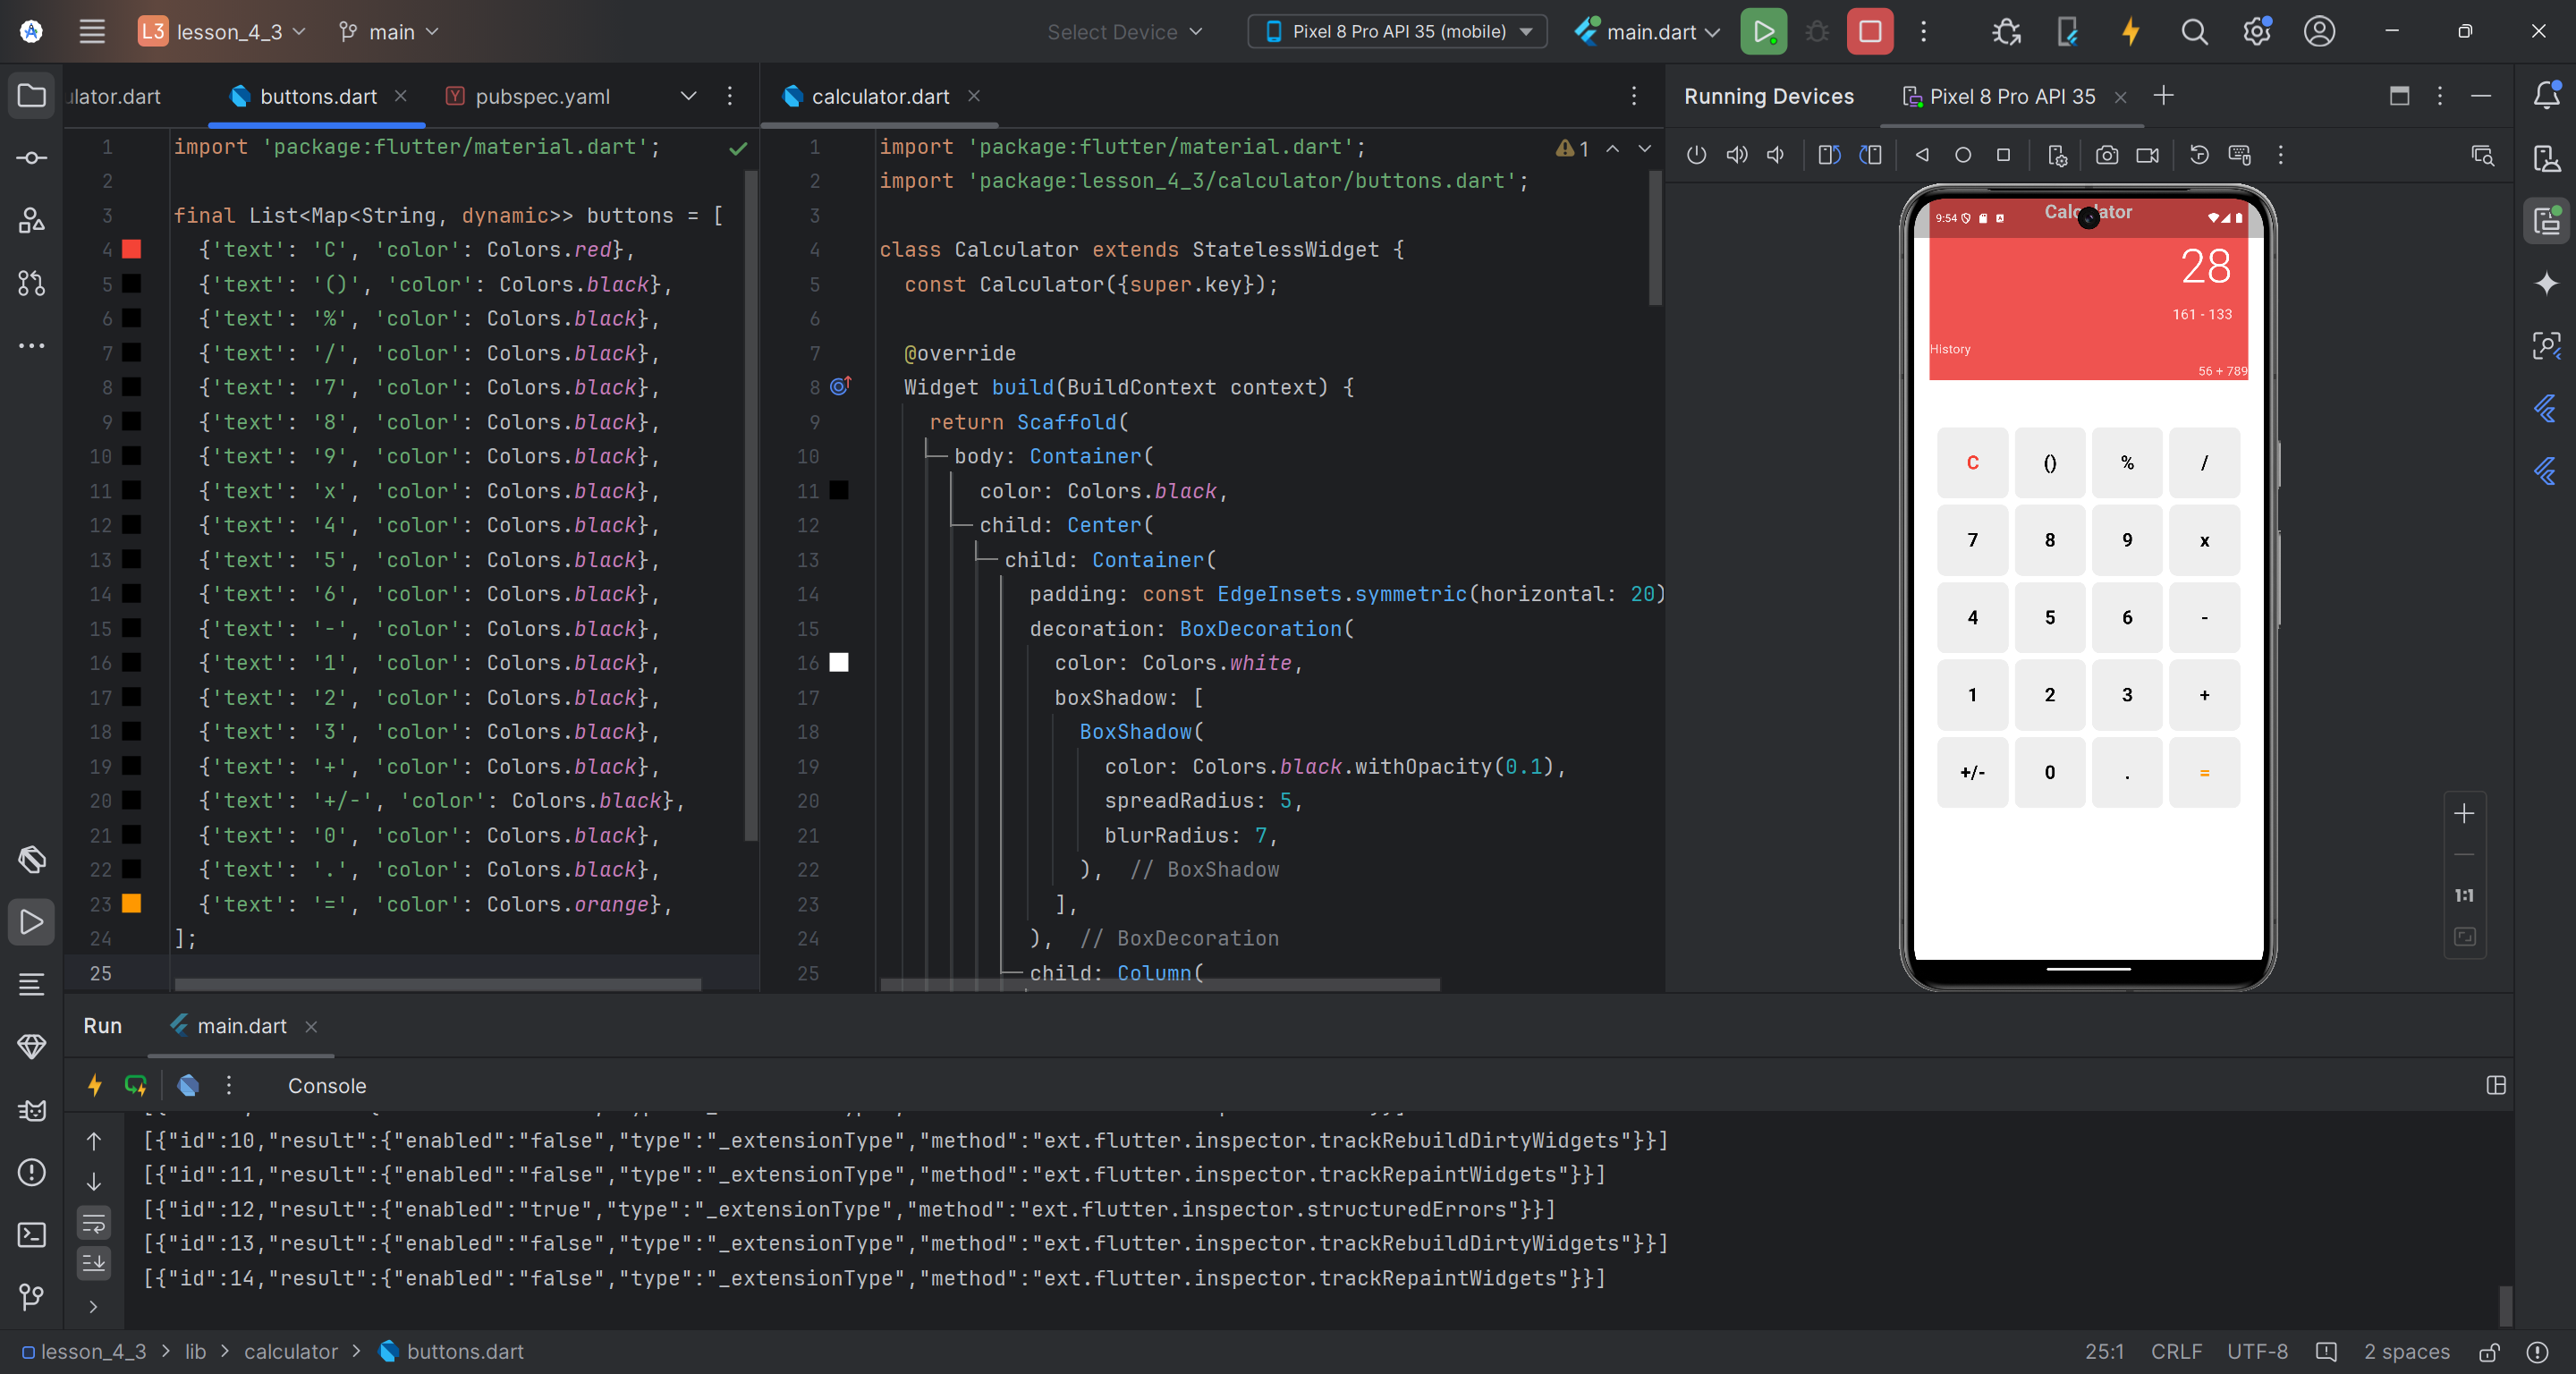 L3 lesson_4_3 main Select Device Pixel 8 Pro API 35 (mobile) main.dart
ulator.dart buttons.dart pubspec.yaml
1 import 'package:flutter/material.dart';
2
3 final List<Map<String, dynamic>> buttons = [
4 {'text': 'C', 'color': Colors.red},
5 {'text': '()', 'color': Colors.black},
6 {'text': '%', 'color': Colors.black},
7 {'text': '/', 'color': Colors.black},
8 {'text': '7', 'color': Colors.black},
9 {'text': '8', 'color': Colors.black},
10 {'text': '9', 'color': Colors.black},
11 {'text': 'x', 'color': Colors.black},
12 {'text': '4', 'color': Colors.black},
13 {'text': '5', 'color': Colors.black},
14 {'text': '6', 'color': Colors.black},
15 {'text': '-', 'color': Colors.black},
16 {'text': '1', 'color': Colors.black},
17 {'text': '2', 'color': Colors.black},
18 {'text': '3', 'color': Colors.black},
19 {'text': '+', 'color': Colors.black},
20 {'text': '+/-', 'color': Colors.black},
21 {'text': '0', 'color': Colors.black},
22 {'text': '.', 'color': Colors.black},
23 {'text': '=', 'color': Colors.orange},
24 ];
25
calculator.dart
1
1 import 'package:flutter/material.dart';
2 import 'package:lesson_4_3/calculator/buttons.dart';
3
4 class Calculator extends StatelessWidget {
5 const Calculator({super.key});
6
7 @override
8 Widget build(BuildContext context) {
9 return Scaffold(
10 body: Container(
11 color: Colors.black,
12 child: Center(
13 child: Container(
14 padding: const EdgeInsets.symmetric(horizontal: 20)
15 decoration: BoxDecoration(
16 color: Colors.white,
17 boxShadow: [
18 BoxShadow(
19 color: Colors.black.withOpacity(0.1),
20 spreadRadius: 5,
21 blurRadius: 7,
22 ), // BoxShadow
23 ],
24 ), // BoxDecoration
25 child: Column(
Running Devices Pixel 8 Pro API 35
9:54
28
161 - 133
History
56 + 789
C () % /
7 8 9 x
4 5 6 -
1 2 3 +
+/- 0 . =
1:1
Run main.dart
Console
[{"id":10,"result":{"enabled":"false","type":"_extensionType","method":"ext.flutter.inspector.trackRebuildDirtyWidgets"}}]
[{"id":11,"result":{"enabled":"false","type":"_extensionType","method":"ext.flutter.inspector.trackRepaintWidgets"}}]
[{"id":12,"result":{"enabled":"true","type":"_extensionType","method":"ext.flutter.inspector.structuredErrors"}}]
[{"id":13,"result":{"enabled":"false","type":"_extensionType","method":"ext.flutter.inspector.trackRebuildDirtyWidgets"}}]
[{"id":14,"result":{"enabled":"false","type":"_extensionType","method":"ext.flutter.inspector.trackRepaintWidgets"}}]
lesson_4_3 > lib > calculator > buttons.dart 25:1 CRLF UTF-8 2 spaces